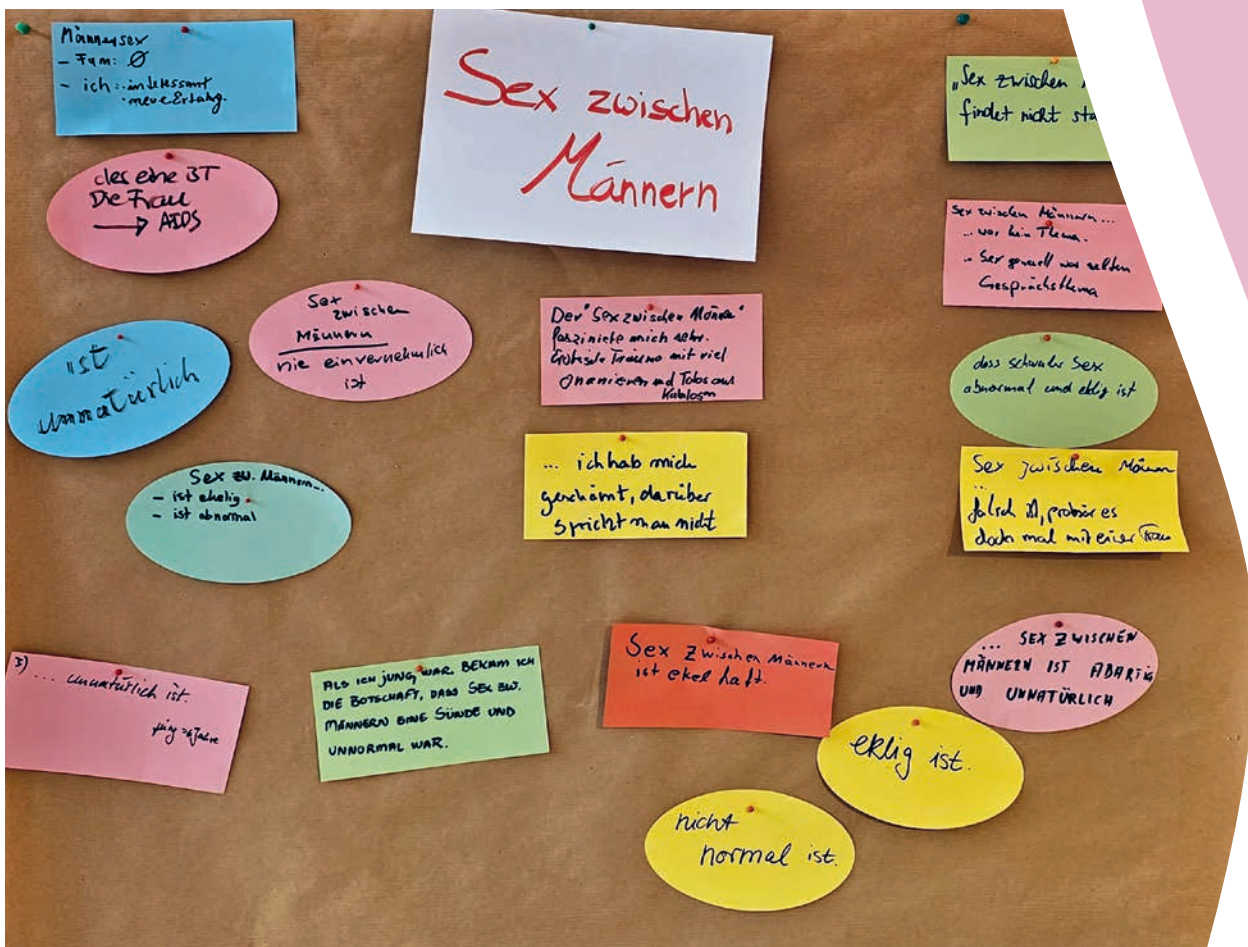 Sex zwischen
Männern
Männersex
- Fam: Ø
- ich: · interessant
· neue Erfahrg.
des eine BT
Die Frau
→ AIDS
ist
unnatürlich
Sex
zwischen
Männern
nie einvernehmlich
ist
Sex zw. Männern...
- ist ekelig
- ist abnormal
Der "Sex zwischen Männer"
faszinierte mich sehr.
Erotische Träume mit viel
Onanieren und Fotos aus
Katalogen
... ich hab mich
geschämt, darüber
spricht man nicht
„Sex zwischen
findet nicht
Sex zwischen Männern...
... war kein Thema.
.. Sex generell war selten
Gesprächsthema
dass schwuler Sex
abnormal und eklig ist
Sex zwischen Männern
...
falsch ist, probier es
doch mal mit einer Frau
3) ... unnatürlich ist.
Jahre
ALS ICH JUNG WAR, BEKAM ICH
DIE BOTSCHAFT, DASS SEX ZW.
MÄNNERN EINE SÜNDE UND
UNNORMAL WAR.
Sex zwischen Männern
ist ekelhaft.
... SEX ZWISCHEN
MÄNNERN IST ABARTIG
UND UNNATÜRLICH
eklig ist.
nicht
normal ist.